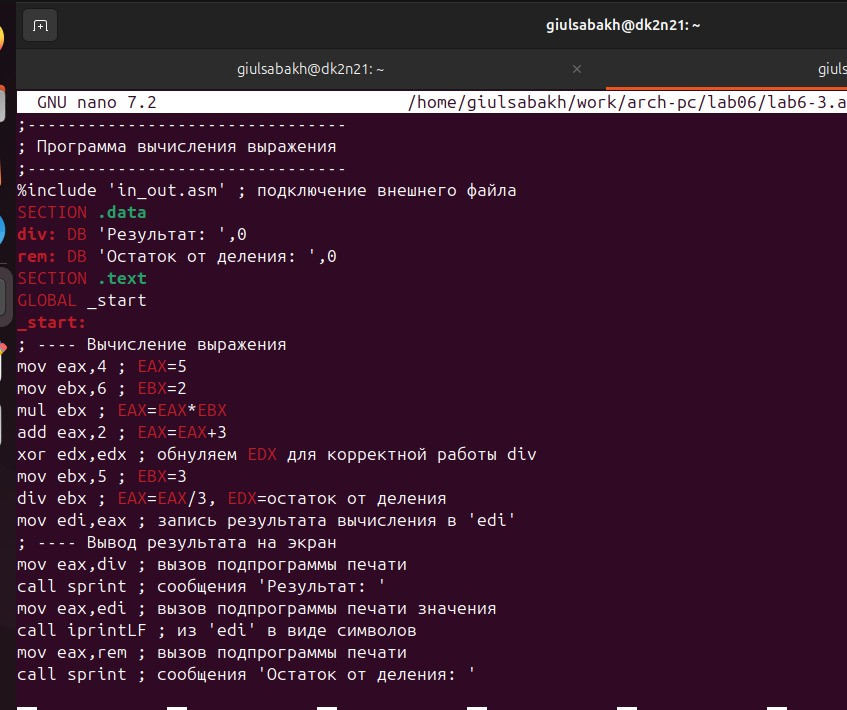 giulsabakh@dk2n21: ~
giulsabakh@dk2n21: ~
giuls
GNU nano 7.2 /home/giulsabakh/work/arch-pc/lab06/lab6-3.a
;--------------------------------
; Программа вычисления выражения
;--------------------------------
%include 'in_out.asm' ; подключение внешнего файла
SECTION .data
div: DB 'Результат: ',0
rem: DB 'Остаток от деления: ',0
SECTION .text
GLOBAL _start
_start:
; ---- Вычисление выражения
mov eax,4 ; EAX=5
mov ebx,6 ; EBX=2
mul ebx ; EAX=EAX*EBX
add eax,2 ; EAX=EAX+3
xor edx,edx ; обнуляем EDX для корректной работы div
mov ebx,5 ; EBX=3
div ebx ; EAX=EAX/3, EDX=остаток от деления
mov edi,eax ; запись результата вычисления в 'edi'
; ---- Вывод результата на экран
mov eax,div ; вызов подпрограммы печати
call sprint ; сообщения 'Результат: '
mov eax,edi ; вызов подпрограммы печати значения
call iprintLF ; из 'edi' в виде символов
mov eax,rem ; вызов подпрограммы печати
call sprint ; сообщения 'Остаток от деления: '